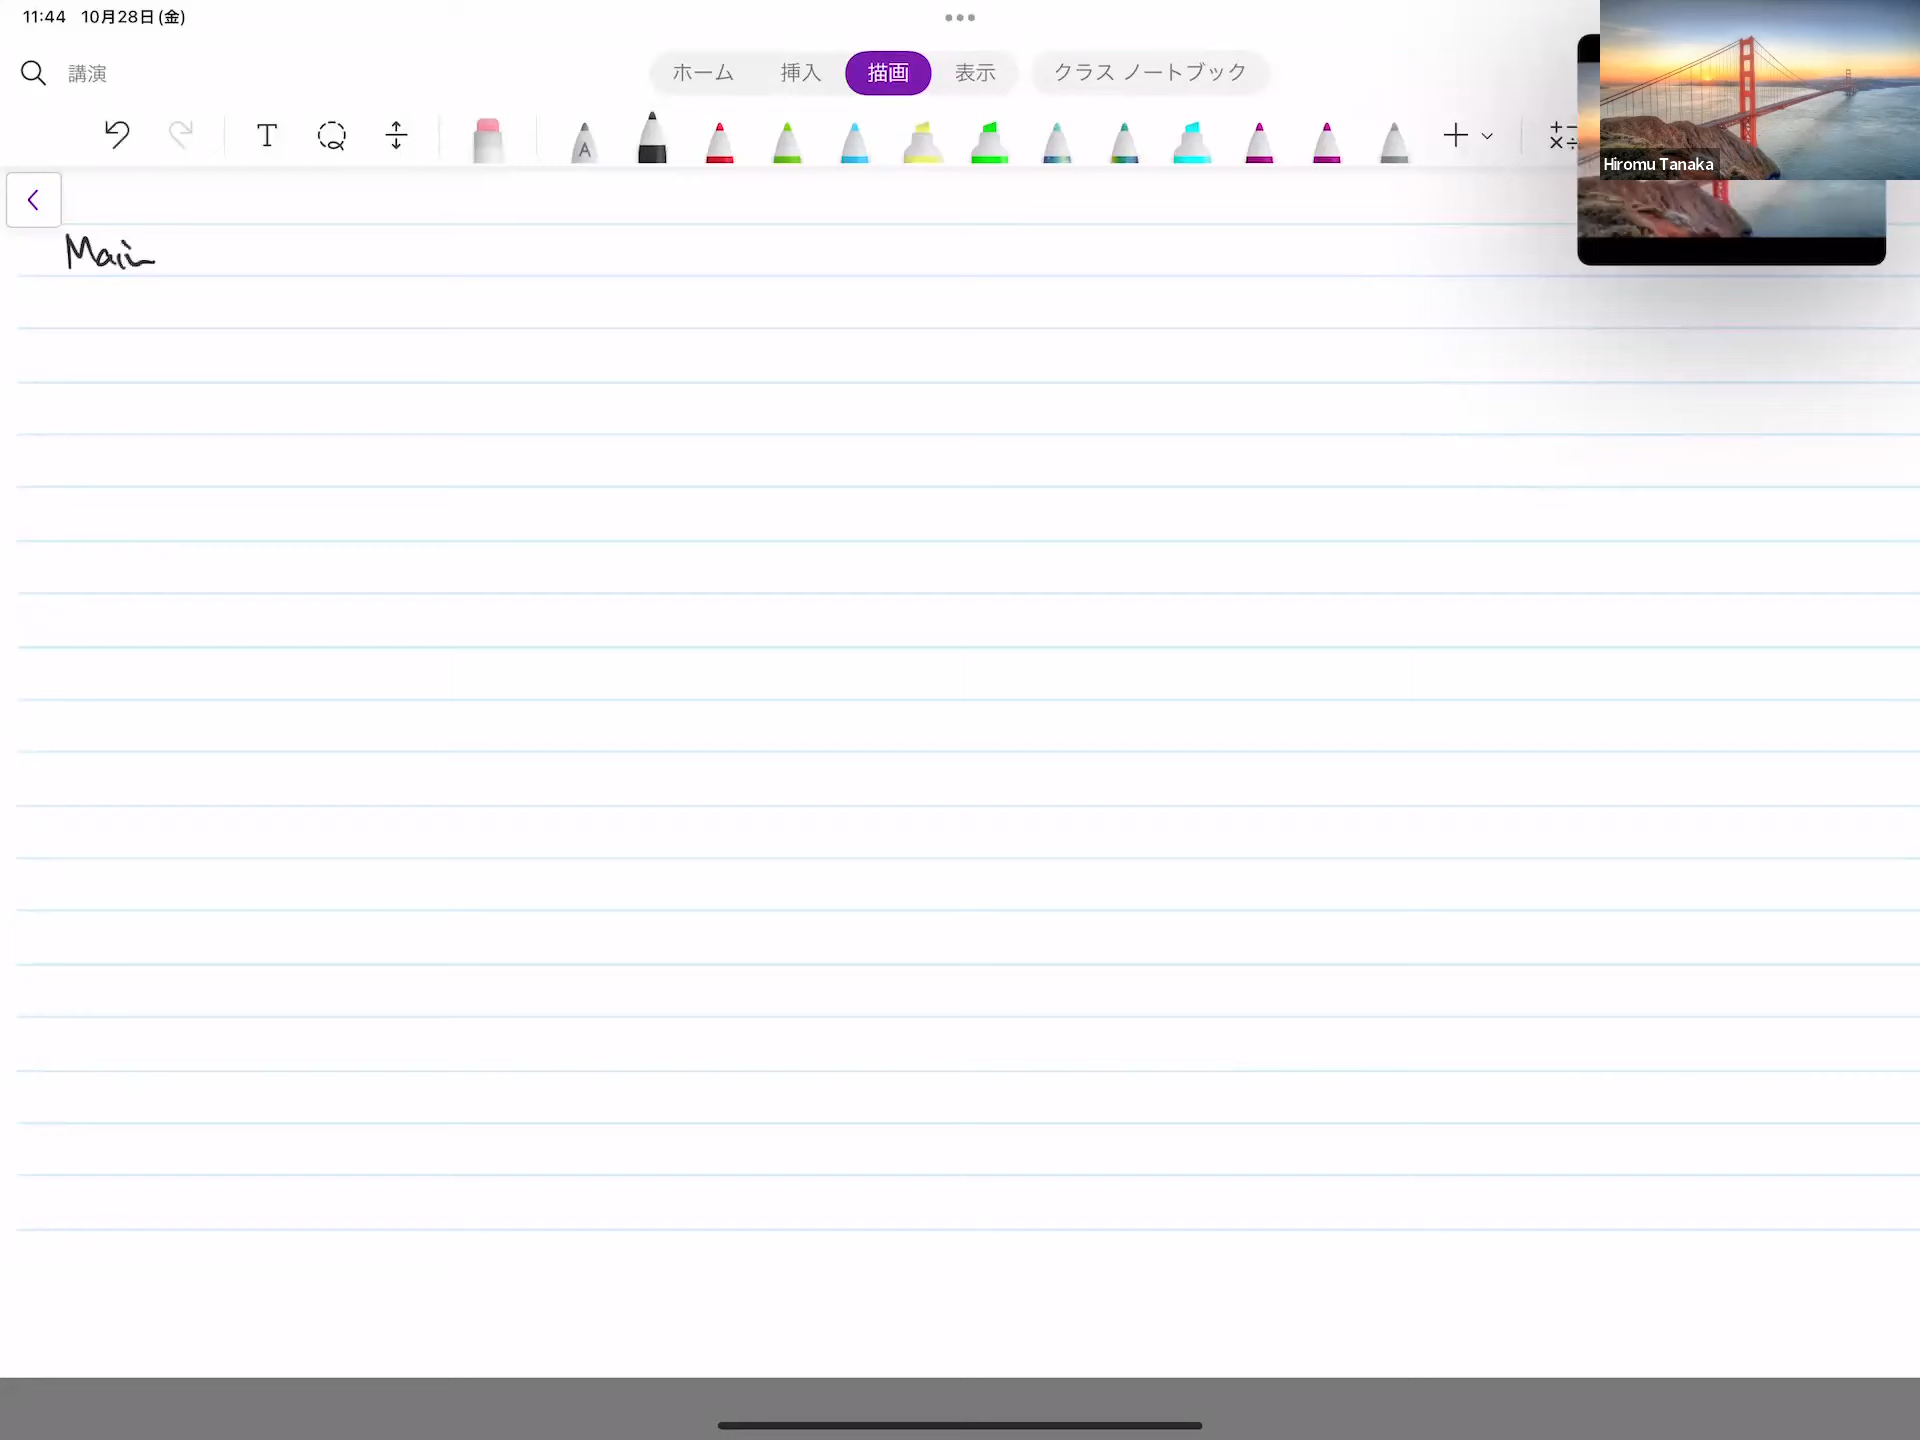 11:44 10月28日(金)
講演
ホーム 挿入 描画 表示 クラス ノートブック
T
A
Hiromu Tanaka
Main